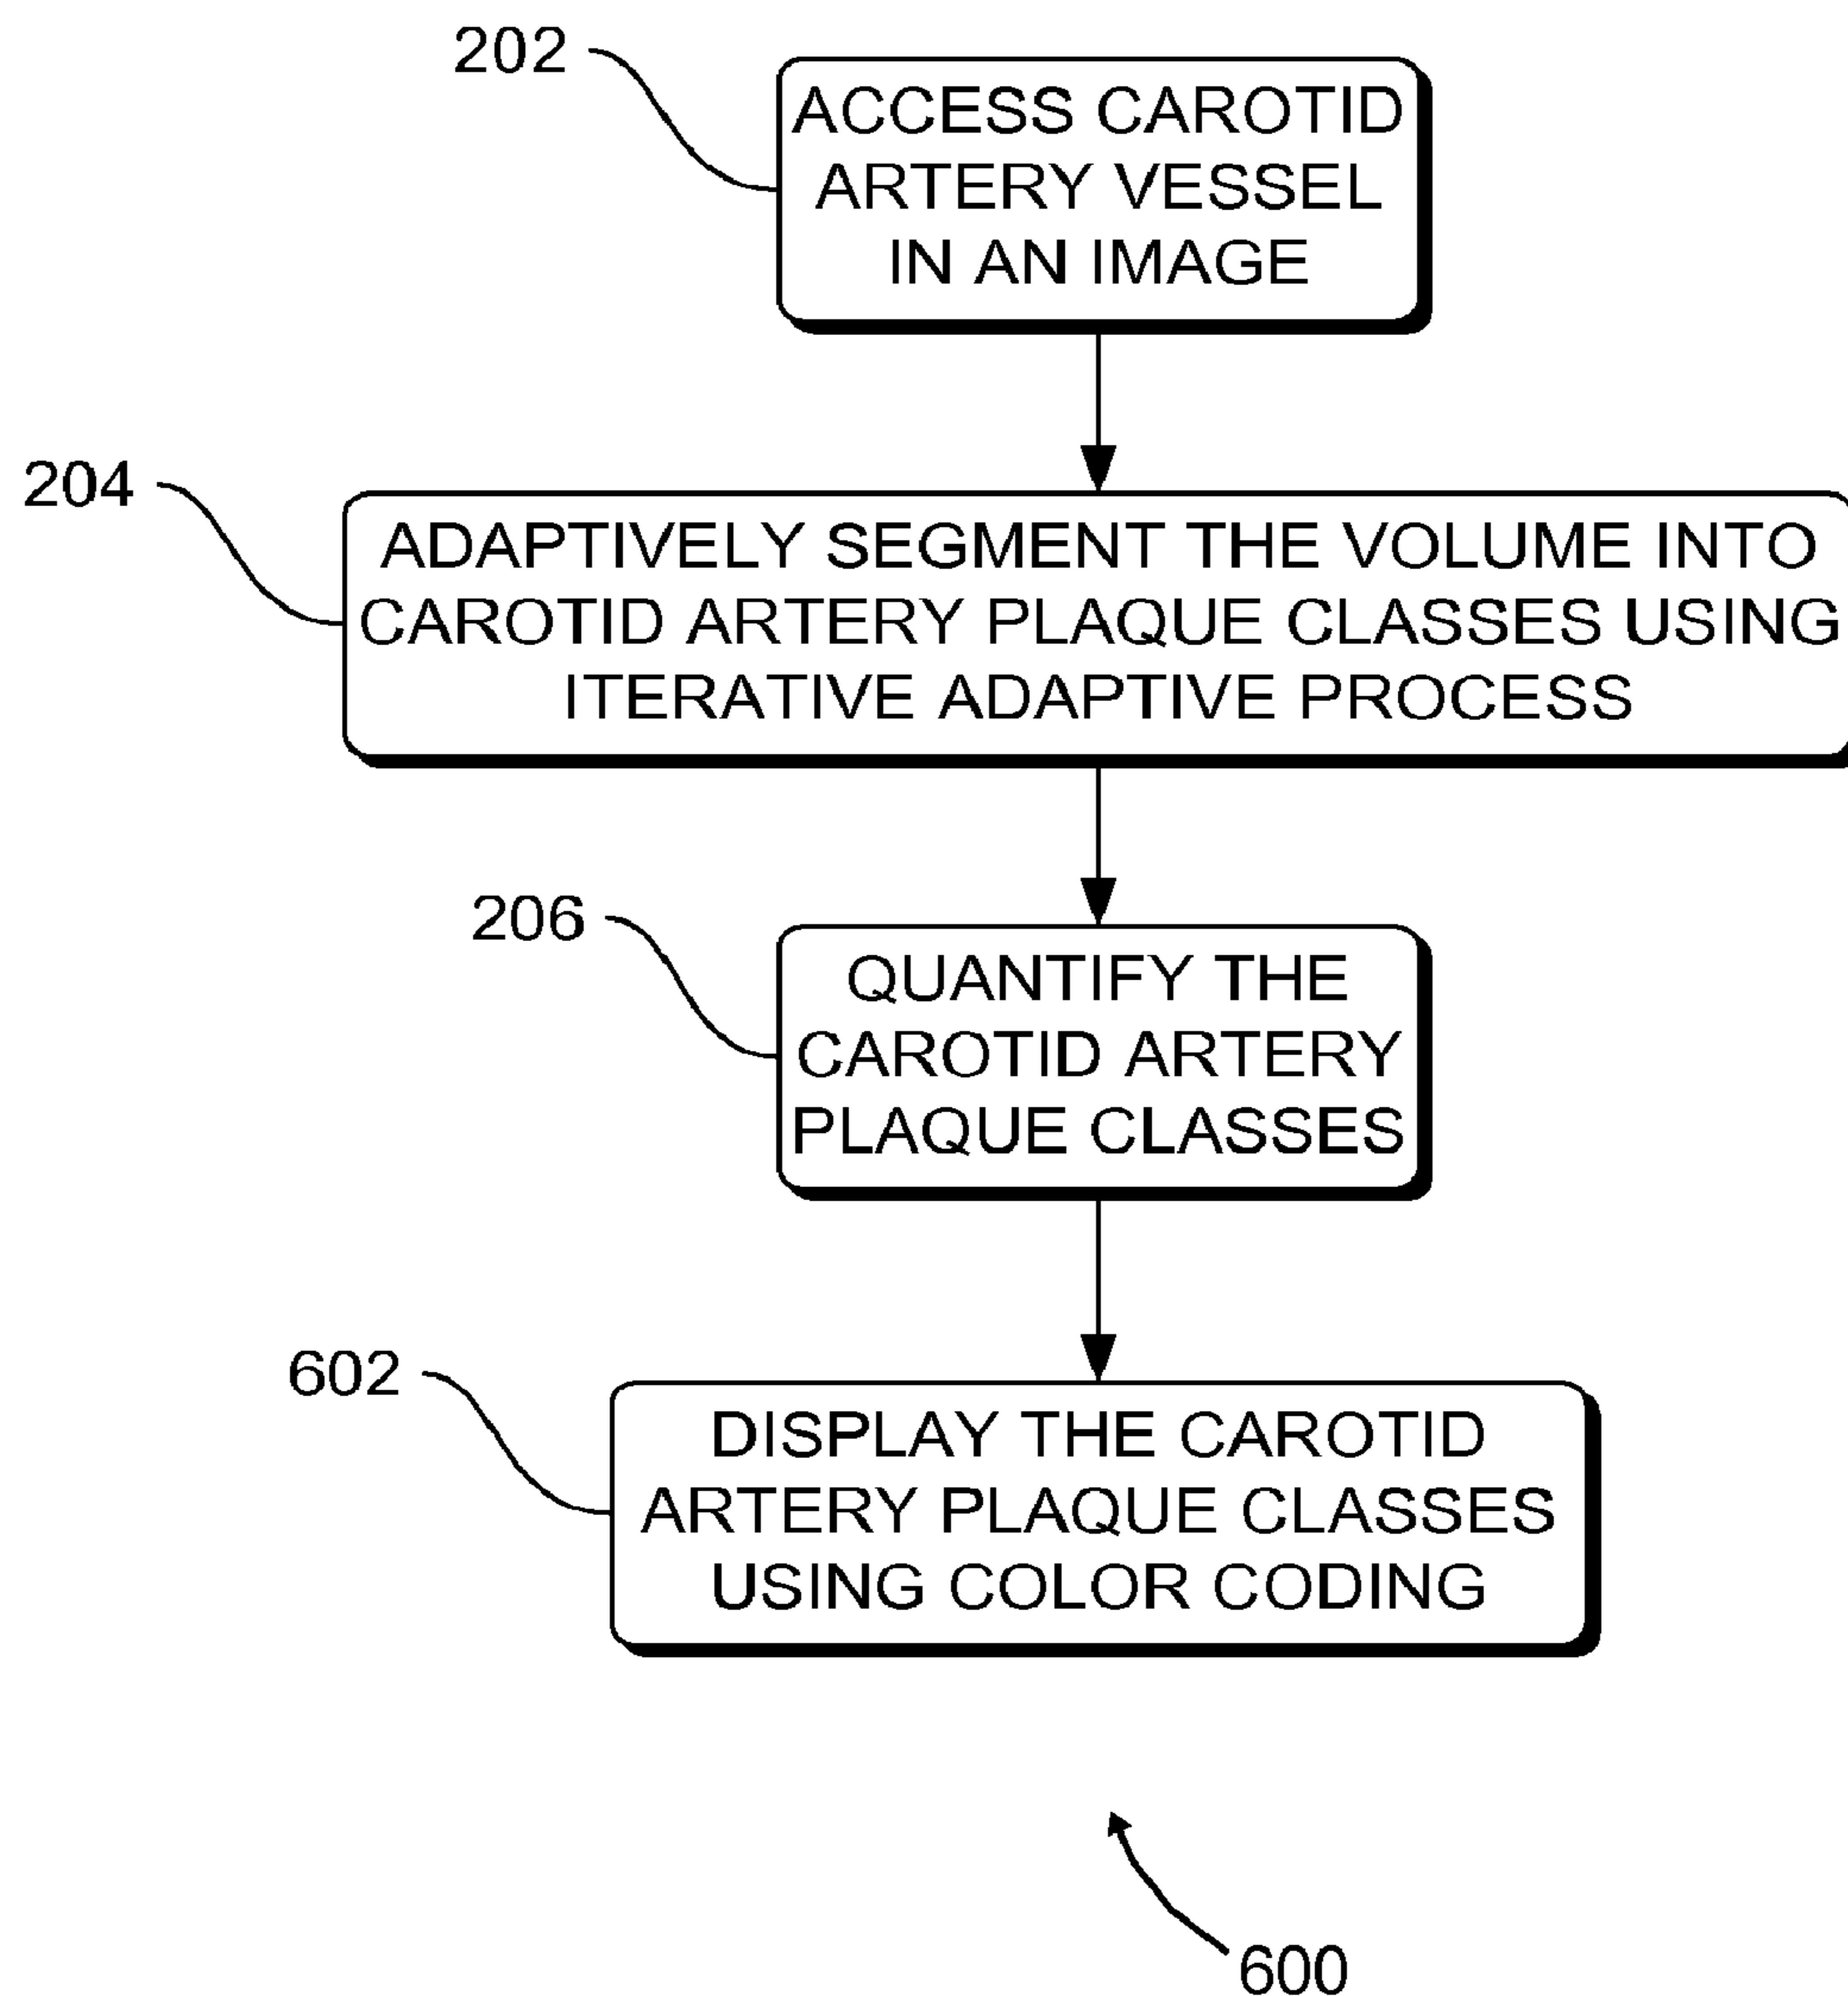 202
ACCESS CAROTID
ARTERY VESSEL
IN AN IMAGE
204
ADAPTIVELY SEGMENT THE VOLUME INTO
CAROTID ARTERY PLAQUE CLASSES USING
ITERATIVE ADAPTIVE PROCESS
206
QUANTIFY THE
CAROTID ARTERY
PLAQUE CLASSES
602
DISPLAY THE CAROTID
ARTERY PLAQUE CLASSES
USING COLOR CODING
600